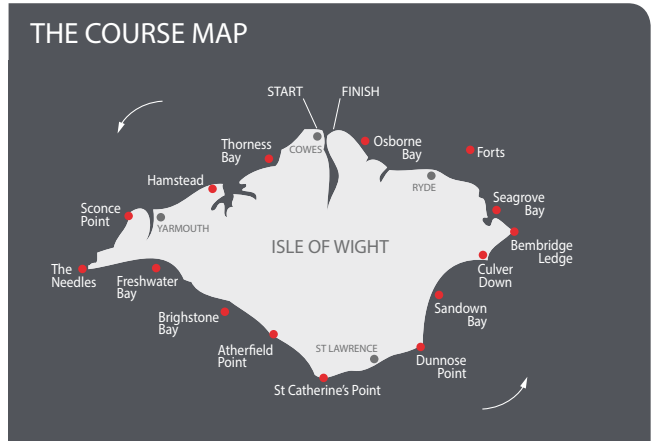 THE COURSE MAP
START
FINISH
COWES
Thorness
Bay
Osborne
Bay
Forts
Hamstead
RYDE
Sconce
Point
YARMOUTH
Seagrove
Bay
Bembridge
Ledge
ISLE OF WIGHT
The
Needles
Freshwater
Bay
Culver
Down
Brighstone
Bay
Sandown
Bay
Atherfield
Point
ST LAWRENCE
Dunnose
Point
St Catherine's Point